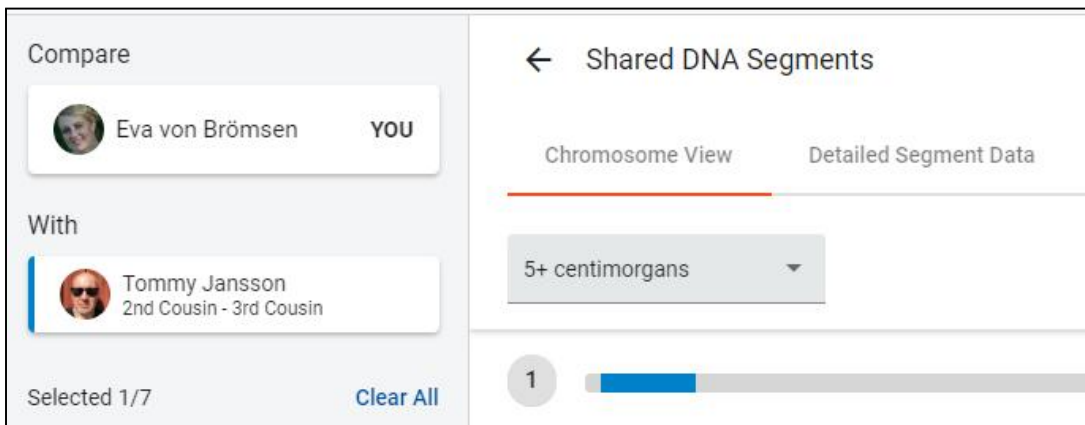 Compare
Eva von Brömsen YOU
With
Tommy Jansson
2nd Cousin - 3rd Cousin
Selected 1/7 Clear All
Shared DNA Segments
Chromosome View Detailed Segment Data
5+ centimorgans
1